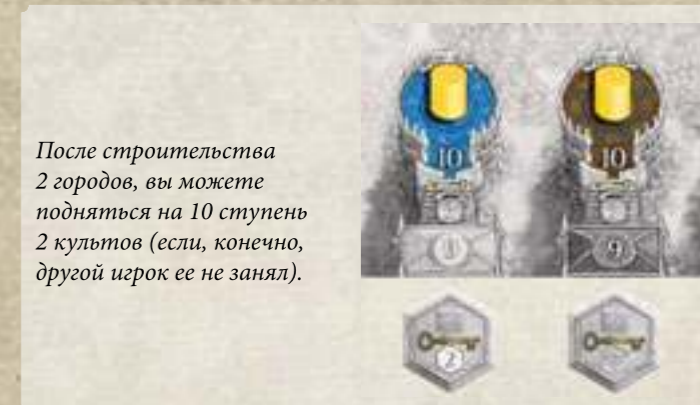 После строительства
2 городов, вы можете
подняться на 10 ступень
2 культов (если, конечно,
другой игрок ее не занял).
10
10
9
2